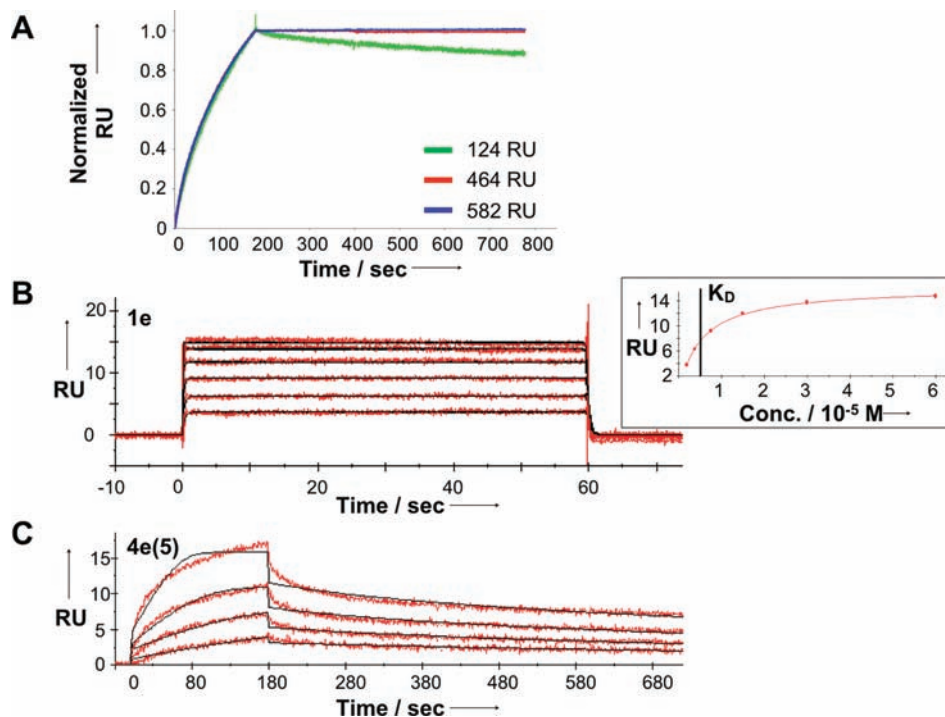 A
Normalized
RU
1.0
0.8
0.6
0.4
0.2
0
124 RU
464 RU
582 RU
0 100 200 300 400 500 600 700 800
Time / sec
B
1e
RU
20
10
0
-10 0 20 40 60
Time / sec
KD
RU
14
10
6
2
1 2 3 4 5 6
Conc. / 10-5 M
C
4e(5)
RU
15
10
5
0
0 80 180 280 380 480 580 680
Time / sec